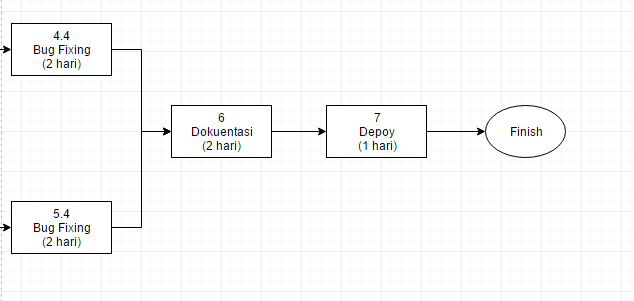 4.4
Bug Fixing
(2 hari)
6
Dokuentasi
(2 hari)
7
Depoy
(1 hari)
Finish
5.4
Bug Fixing
(2 hari)